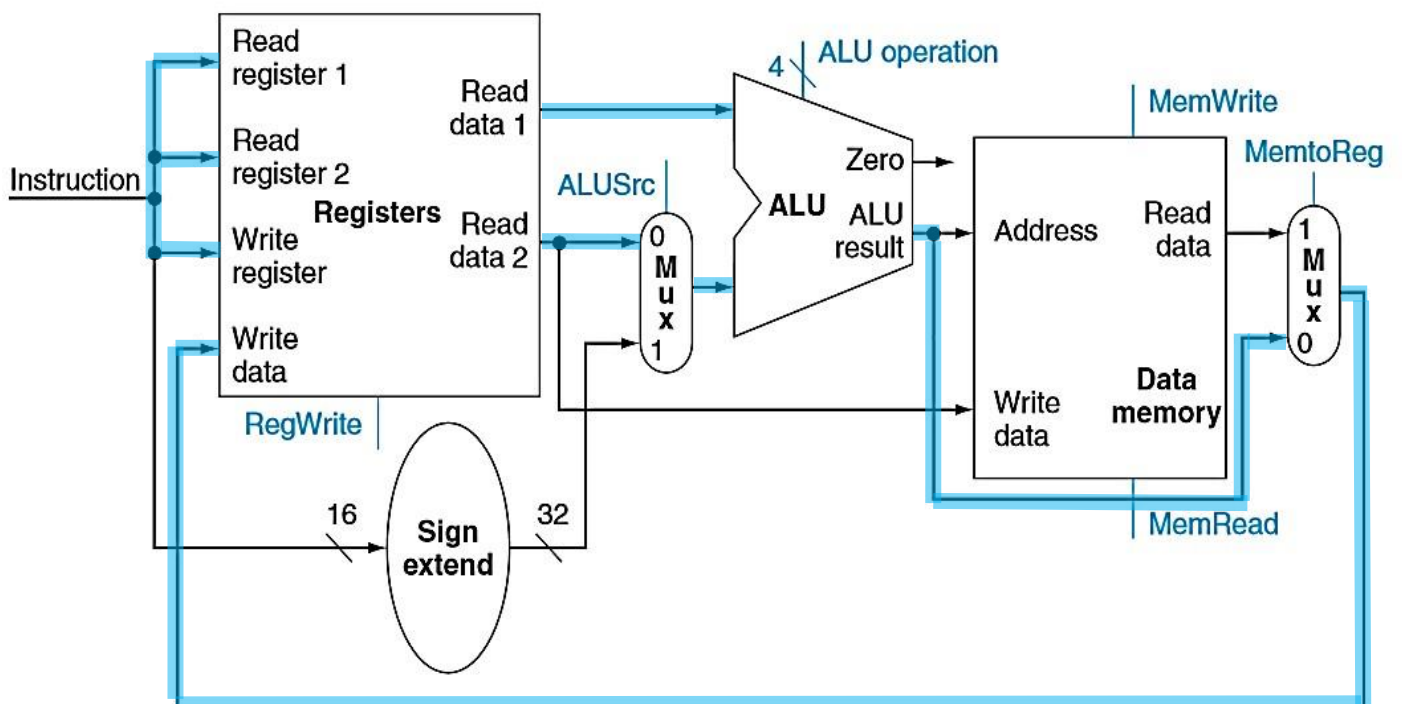 Instruction
Read
register 1
Read
register 2
Registers
Write
register
Write
data
Read
data 1
Read
data 2
RegWrite
16
Sign
extend
32
ALUSrc
0
M
u
x
1
4
ALU operation
Zero
ALU
ALU
result
MemWrite
Address
Read
data
Write
data
Data
memory
MemRead
MemtoReg
1
M
u
x
0